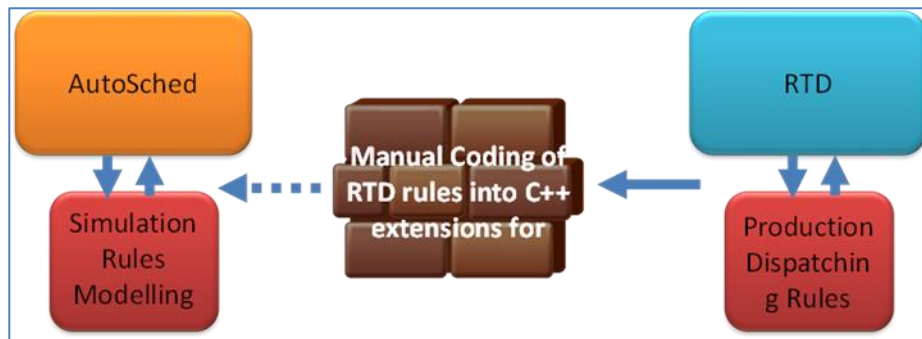 AutoSched
RTD
Manual Coding of
RTD rules into C++
extensions for
Simulation
Rules
Modelling
Production
Dispatchin
g Rules